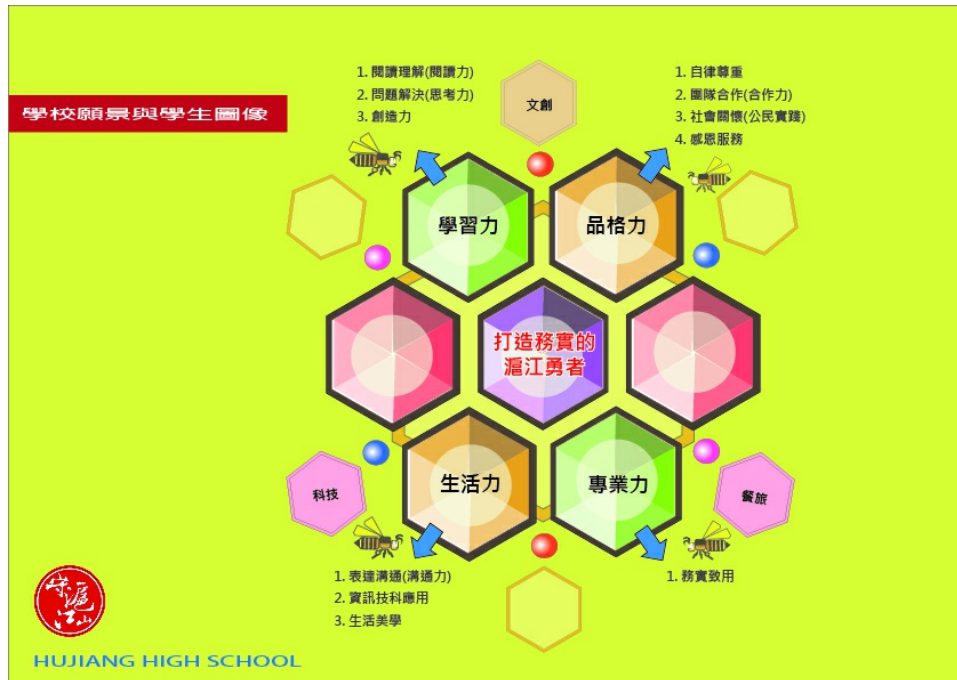 學校願景與學生圖像
1. 閱讀理解(閱讀力)
2. 問題解決(思考力)
3. 創造力
文創
1. 自律尊重
2. 團隊合作(合作力)
3. 社會關懷(公民實踐)
4. 感恩服務
學習力
品格力
打造務實的
滬江勇者
生活力
專業力
科技
餐旅
1. 表達溝通(溝通力)
2. 資訊技科應用
3. 生活美學
1. 務實致用
滬江
HUJIANG HIGH SCHOOL